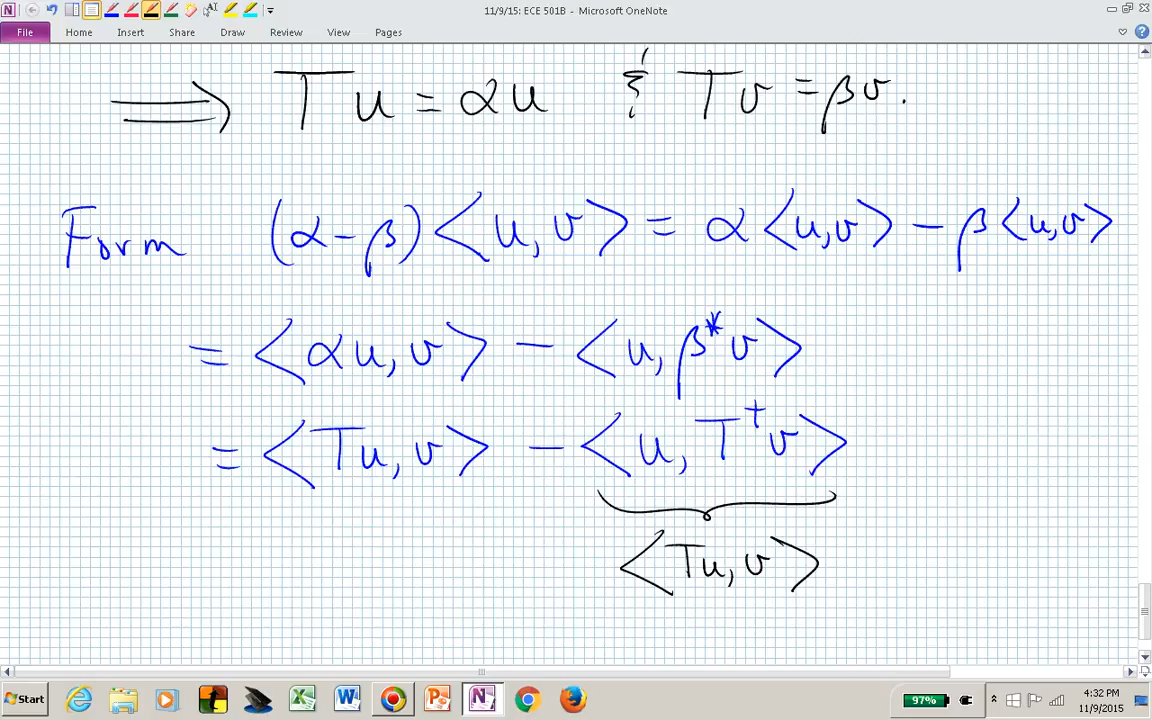 11/9/15: ECE 501B - Microsoft OneNote
File Home Insert Share Draw Review View Pages
⟹ Tu = αu & Tv = βv.
Form (α-β)<u,v> = α<u,v> - β<u,v>
= <αu,v> - <u,β*v>
= <Tu,v> - <u,T†v>
<Tu,v>
Start 97% 4:32 PM
11/9/2015